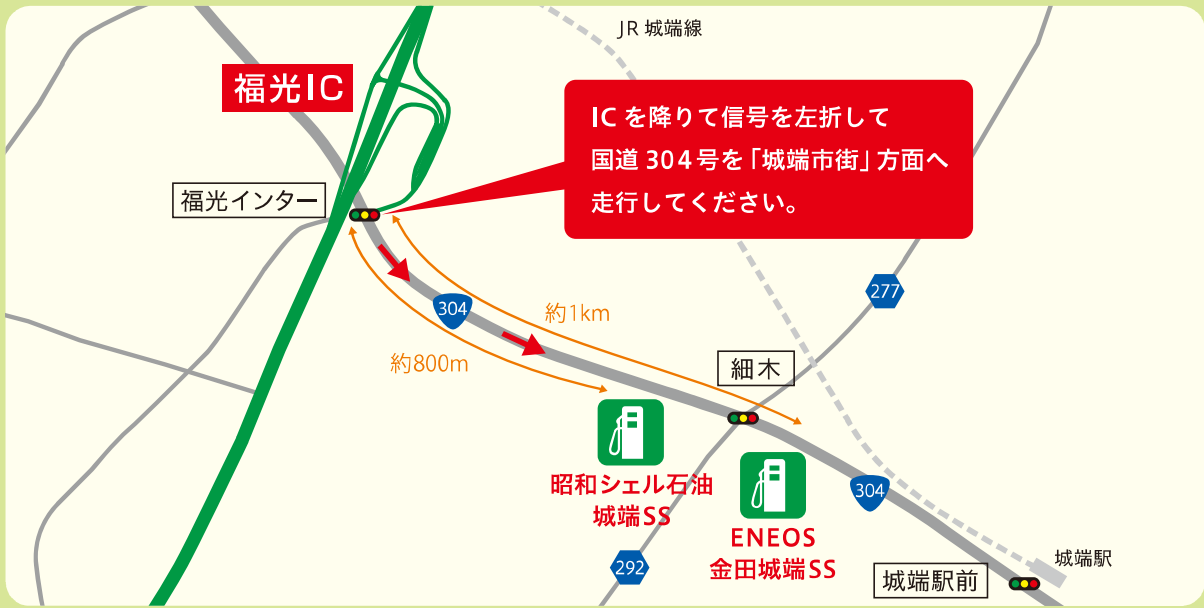 JR 城端線
福光IC
ICを降りて信号を左折して
国道304号を「城端市街」方面へ
走行してください。
福光インター
277
304
約1km
約800m
細木
昭和シェル石油
城端SS
304
ENEOS
金田城端SS
292
城端駅
城端駅前